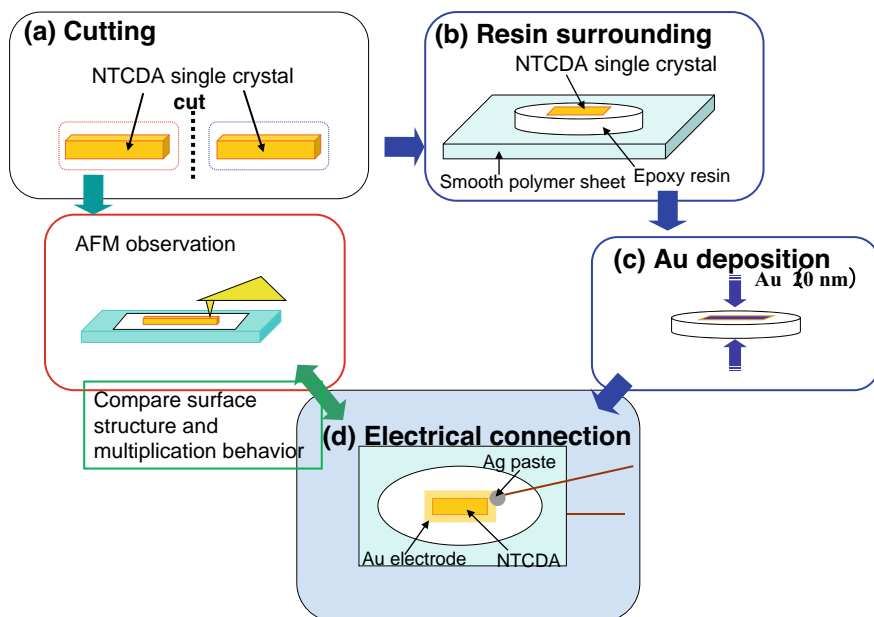 (a) Cutting
NTCDA single crystal
cut
(b) Resin surrounding
NTCDA single crystal
Smooth polymer sheet
Epoxy resin
AFM observation
(c) Au deposition
Au (20 nm)
Compare surface
structure and
multiplication behavior
(d) Electrical connection
Ag paste
Au electrode
NTCDA